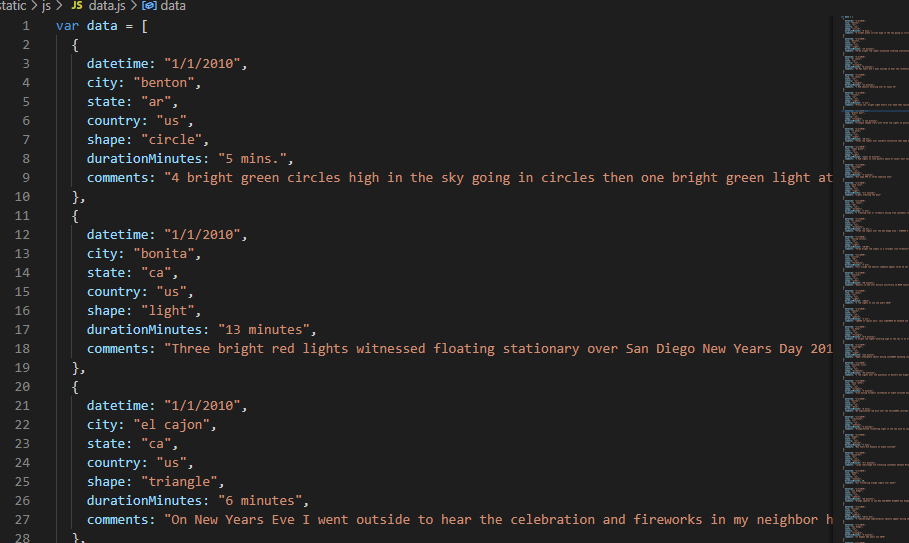 static > js > JS data.js > data
1 var data = [
2 {
3 datetime: "1/1/2010",
4 city: "benton",
5 state: "ar",
6 country: "us",
7 shape: "circle",
8 durationMinutes: "5 mins.",
9 comments: "4 bright green circles high in the sky going in circles then one bright green light at
10 },
11 {
12 datetime: "1/1/2010",
13 city: "bonita",
14 state: "ca",
15 country: "us",
16 shape: "light",
17 durationMinutes: "13 minutes",
18 comments: "Three bright red lights witnessed floating stationary over San Diego New Years Day 201
19 },
20 {
21 datetime: "1/1/2010",
22 city: "el cajon",
23 state: "ca",
24 country: "us",
25 shape: "triangle",
26 durationMinutes: "6 minutes",
27 comments: "On New Years Eve I went outside to hear the celebration and fireworks in my neighbor h
28 },